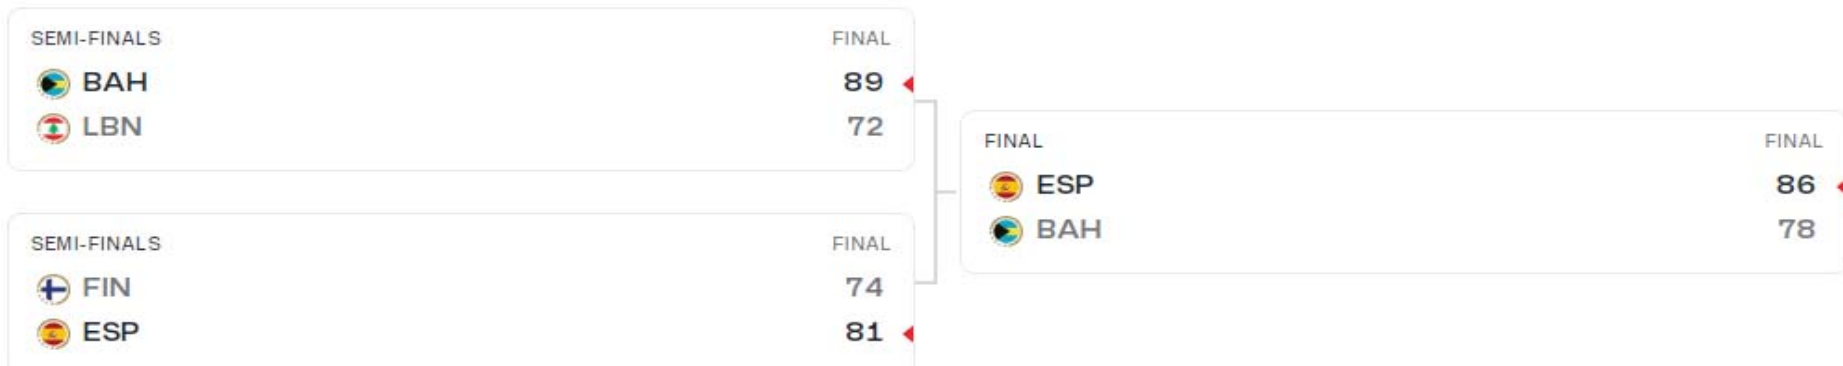 SEMI-FINALS FINAL
BAH 89
LBN 72
SEMI-FINALS FINAL
FIN 74
ESP 81
FINAL FINAL
ESP 86
BAH 78